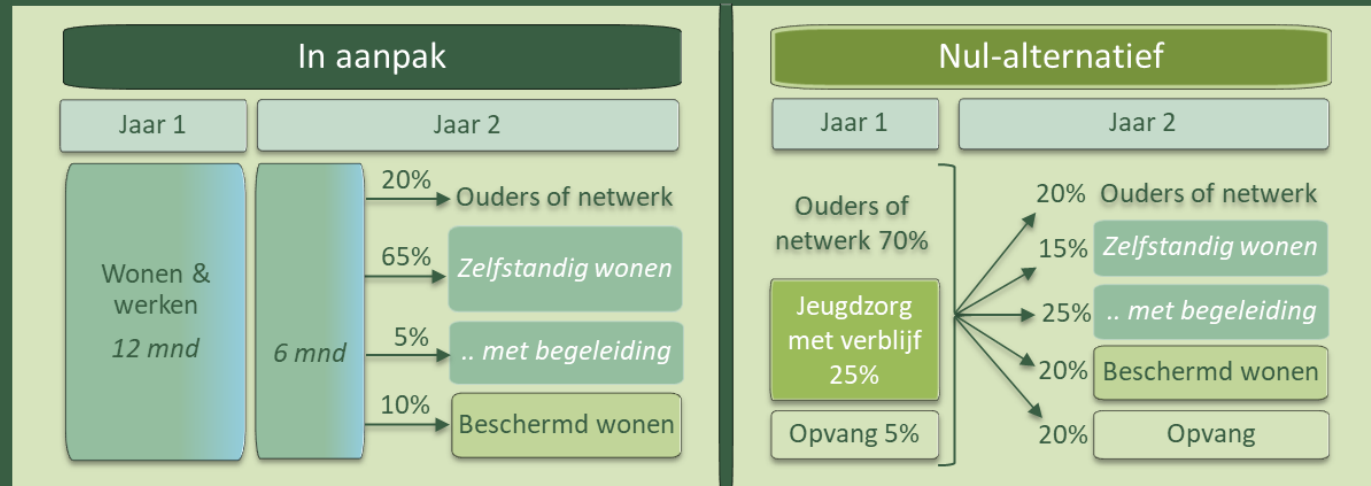 In aanpak
Jaar 1
Jaar 2
Wonen &
werken
12 mnd
6 mnd
20%
Ouders of netwerk
65%
Zelfstandig wonen
5%
.. met begeleiding
10%
Beschermd wonen
Nul-alternatief
Jaar 1
Jaar 2
Ouders of
netwerk 70%
Jeugdzorg
met verblijf
25%
Opvang 5%
20% Ouders of netwerk
15% Zelfstandig wonen
25% .. met begeleiding
20% Beschermd wonen
20% Opvang